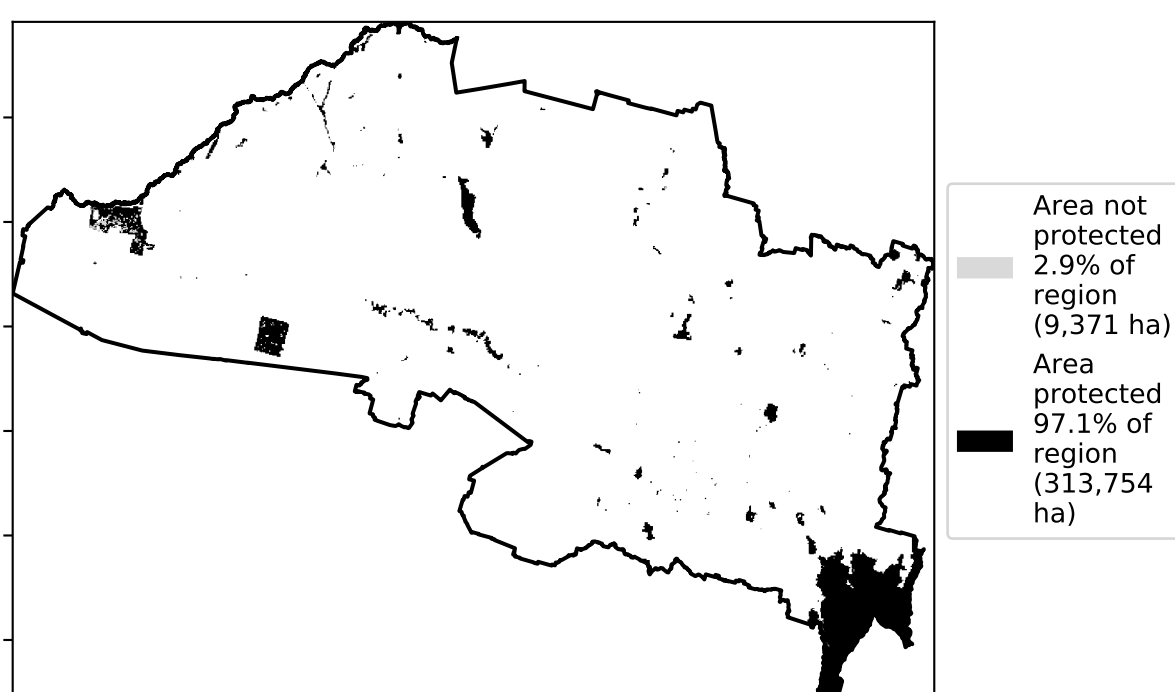 Area not
protected
2.9% of
region
(9,371 ha)
Area
protected
97.1% of
region
(313,754
ha)